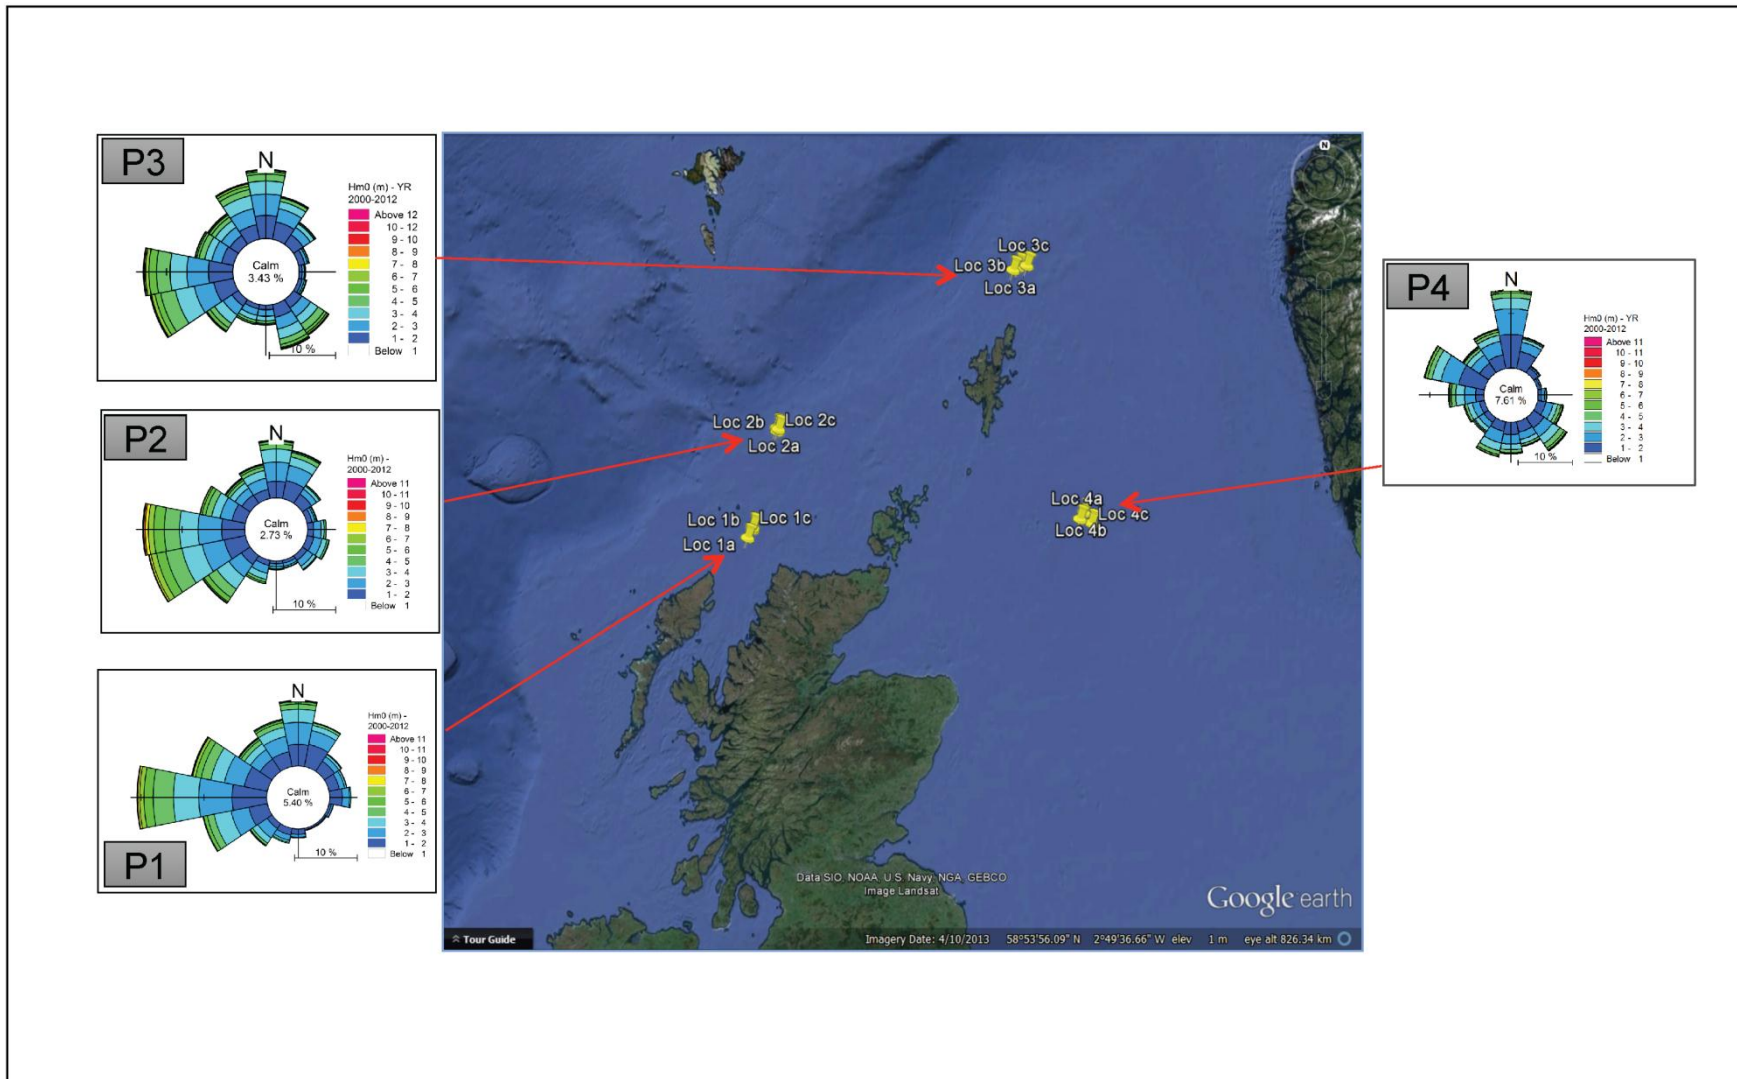 P3
N
Calm
3.43 %
10 %
Hm0 (m) - YR
2000-2012
Above 12
10 - 12
9 - 10
8 - 9
7 - 8
6 - 7
5 - 6
4 - 5
3 - 4
2 - 3
1 - 2
Below 1
P2
N
Calm
2.73 %
10 %
Hm0 (m) -
2000-2012
Above 11
10 - 11
9 - 10
8 - 9
7 - 8
6 - 7
5 - 6
4 - 5
3 - 4
2 - 3
1 - 2
Below 1
P1
N
Calm
5.40 %
10 %
Hm0 (m) -
2000-2012
Above 11
10 - 11
9 - 10
8 - 9
7 - 8
6 - 7
5 - 6
4 - 5
3 - 4
2 - 3
1 - 2
Below 1
N
Loc 3c
Loc 3b
Loc 3a
Loc 2b
Loc 2c
Loc 2a
Loc 1b
Loc 1c
Loc 1a
Loc 4a
Loc 4c
Loc 4b
Data SIO, NOAA, U.S. Navy, NGA, GEBCO
Image Landsat
Google earth
Tour Guide
Imagery Date: 4/10/2013 58°53'56.09" N 2°49'36.66" W elev 1 m eye alt 826.34 km
P4
N
Calm
7.61 %
10 %
Hm0 (m) - YR
2000-2012
Above 11
10 - 11
9 - 10
8 - 9
7 - 8
6 - 7
5 - 6
4 - 5
3 - 4
2 - 3
1 - 2
Below 1